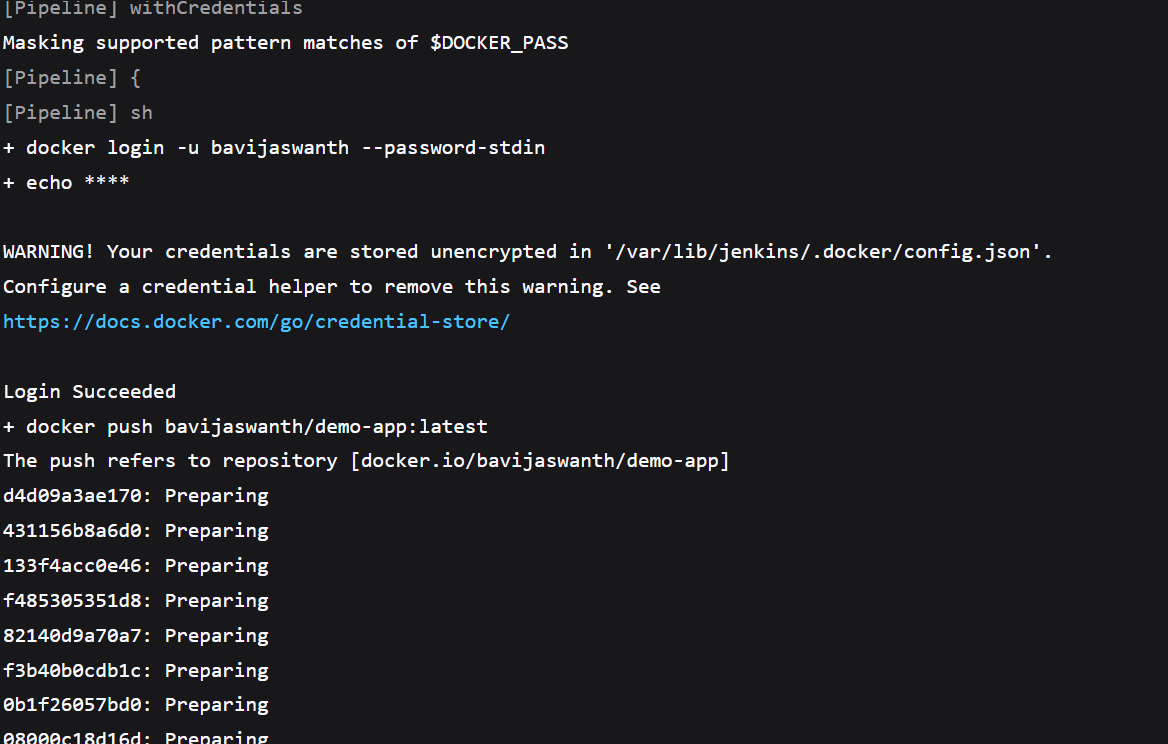 [Pipeline] withCredentials
Masking supported pattern matches of $DOCKER_PASS
[Pipeline] {
[Pipeline] sh
+ docker login -u bavijaswanth --password-stdin
+ echo ****
WARNING! Your credentials are stored unencrypted in '/var/lib/jenkins/.docker/config.json'.
Configure a credential helper to remove this warning. See
https://docs.docker.com/go/credential-store/
Login Succeeded
+ docker push bavijaswanth/demo-app:latest
The push refers to repository [docker.io/bavijaswanth/demo-app]
d4d09a3ae170: Preparing
431156b8a6d0: Preparing
133f4acc0e46: Preparing
f485305351d8: Preparing
82140d9a70a7: Preparing
f3b40b0cdb1c: Preparing
0b1f26057bd0: Preparing
08000c18d16d: Preparing